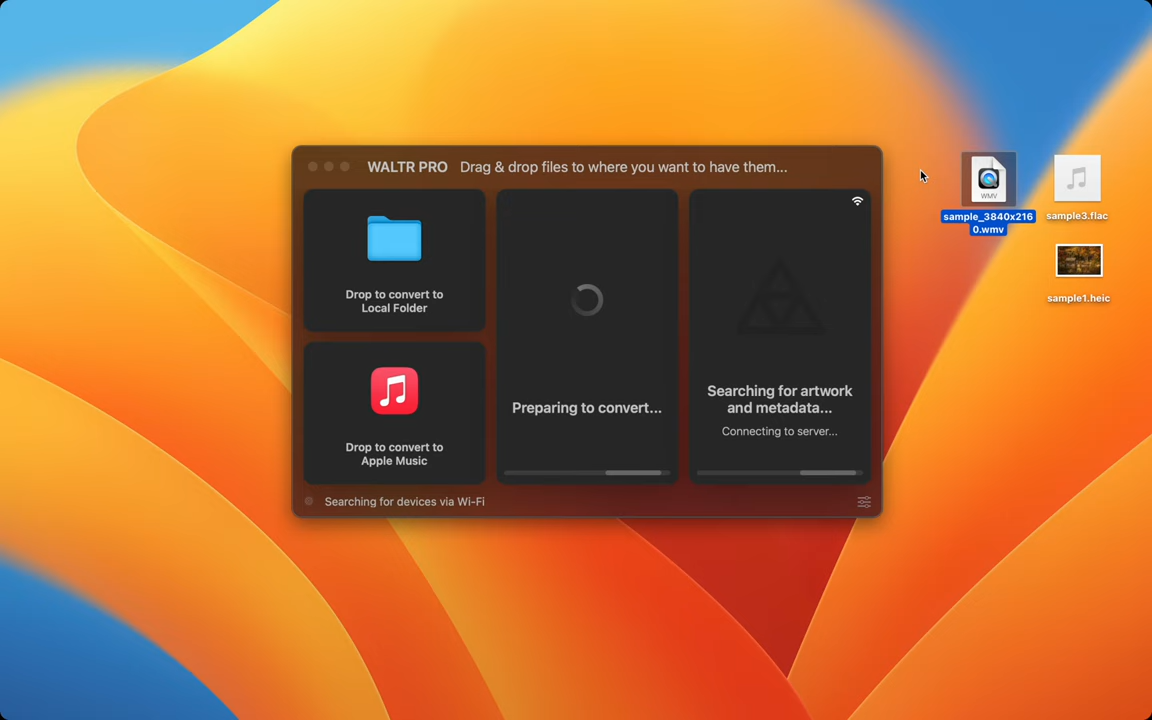 WALTR PRO Drag & drop files to where you want to have them...
Drop to convert to
Local Folder
Drop to convert to
Apple Music
Preparing to convert...
Searching for artwork
and metadata...
Connecting to server...
Searching for devices via Wi-Fi
WMV
sample_3840x216
0.wmv
sample3.flac
sample1.heic